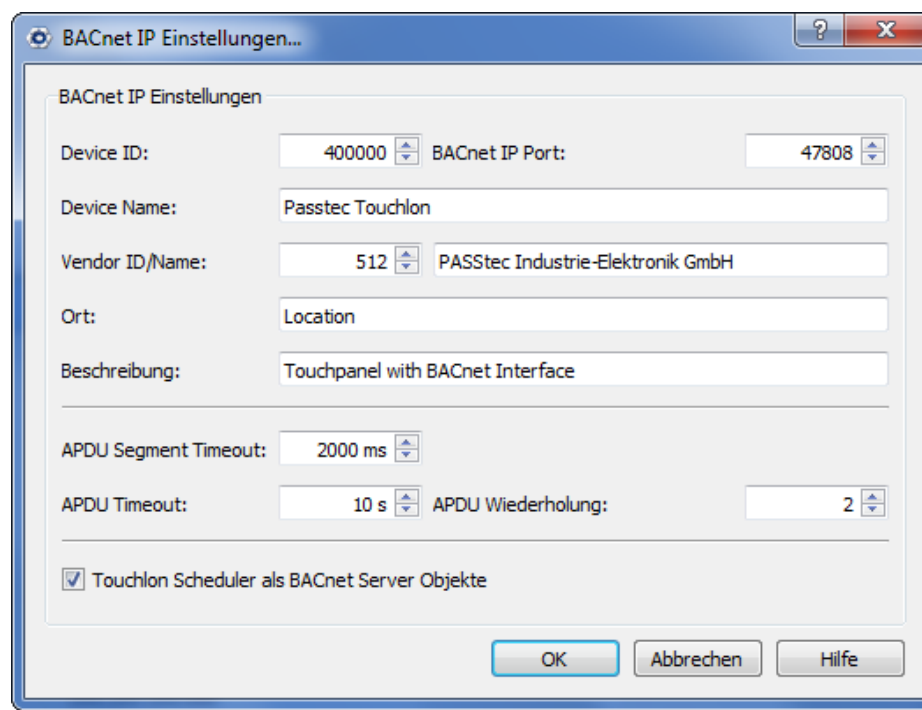 BACnet IP Einstellungen...
?
BACnet IP Einstellungen
Device ID: 400000 BACnet IP Port: 47808
Device Name: Passtec Touchlon
Vendor ID/Name: 512 PASStec Industrie-Elektronik GmbH
Ort: Location
Beschreibung: Touchpanel with BACnet Interface
APDU Segment Timeout: 2000 ms
APDU Timeout: 10 s APDU Wiederholung: 2
Touchlon Scheduler als BACnet Server Objekte
OK Abbrechen Hilfe